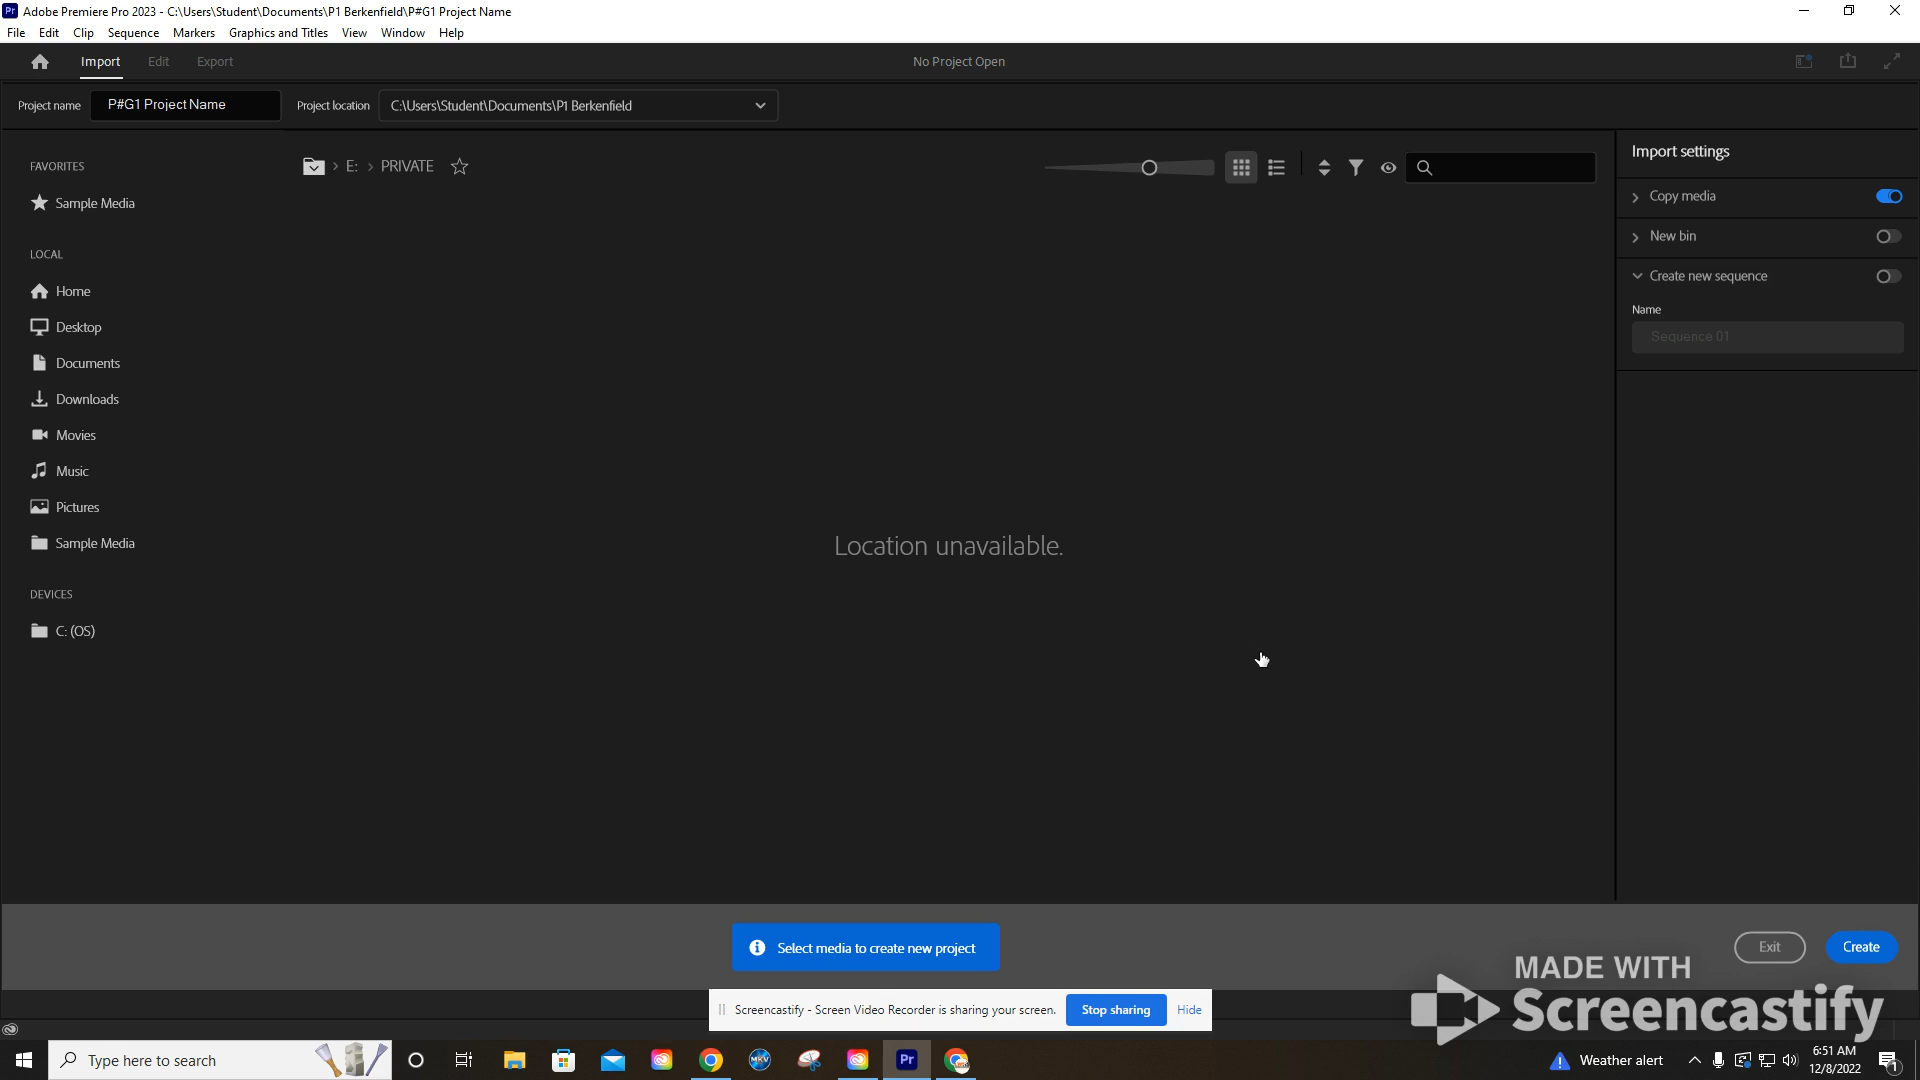 Pr Adobe Premiere Pro 2023 - C:\Users\Student\Documents\P1 Berkenfield\P#G1 Project Name
File Edit Clip Sequence Markers Graphics and Titles View Window Help
Import Edit Export No Project Open
Project name P#G1 Project Name Project location C:\Users\Student\Documents\P1 Berkenfield
FAVORITES
Sample Media
LOCAL
Home
Desktop
Documents
Downloads
Movies
Music
Pictures
Sample Media
DEVICES
C: (OS)
E: > PRIVATE
Location unavailable.
Import settings
Copy media
New bin
Create new sequence
Name
Sequence 01
Select media to create new project
Exit Create
MADE WITH
Screencastify
Screencastify - Screen Video Recorder is sharing your screen. Stop sharing Hide
Type here to search
MKV
Pr
Weather alert
6:51 AM
12/8/2022
1